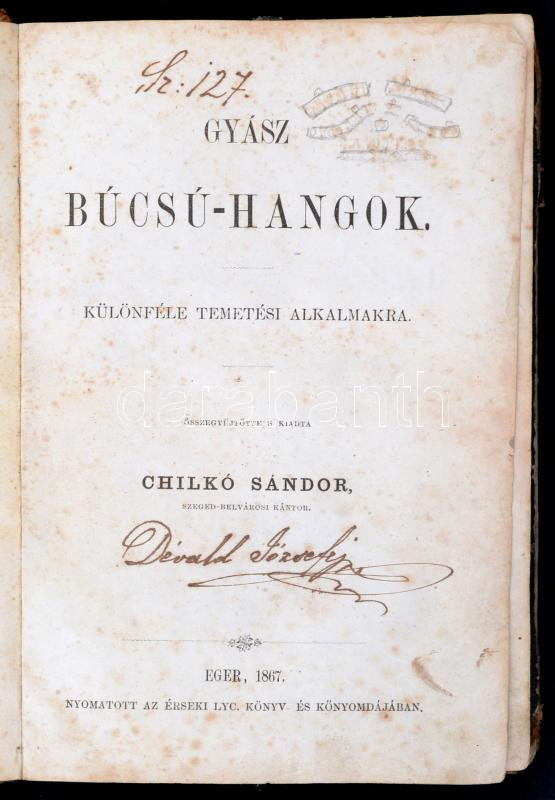 Sz: 127.
GYÁSZ
BÚCSÚ-HANGOK.
KÜLÖNFÉLE TEMETÉSI ALKALMAKRA.
darabanth
ÖSSZEGYŰJTÖTTE S KIADTA
CHILKÓ SÁNDOR,
SZEGED-BELVÁROSI KÁNTOR.
Dévald József
EGER, 1867.
NYOMATOTT AZ ÉRSEKI LYC. KÖNYV- ÉS KŐNYOMDÁJÁBAN.